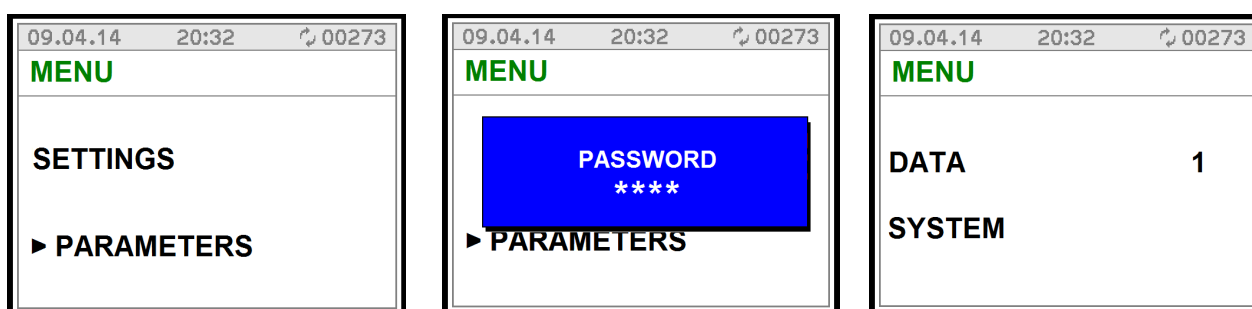 09.04.14 20:32 00273
MENU
SETTINGS
► PARAMETERS
09.04.14 20:32 00273
MENU
PASSWORD
****
► PARAMETERS
09.04.14 20:32 00273
MENU
DATA 1
SYSTEM